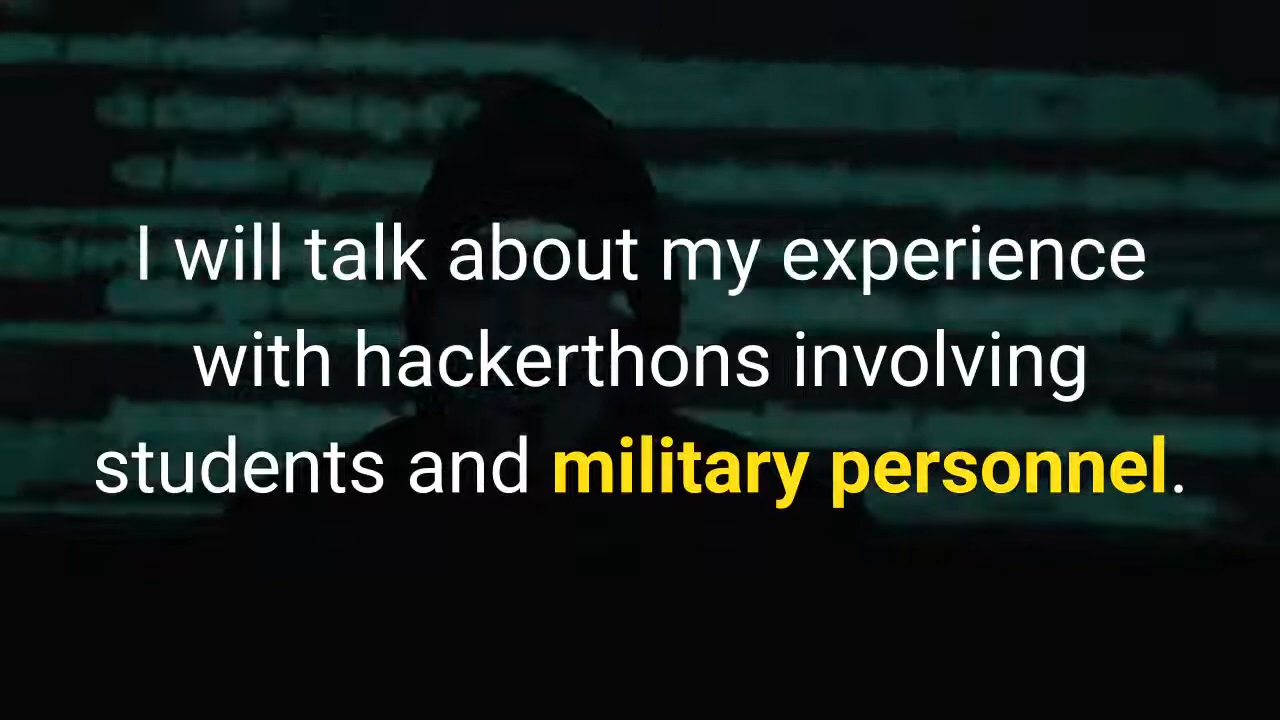 I will talk about my experience
with hackerthons involving
students and military personnel.